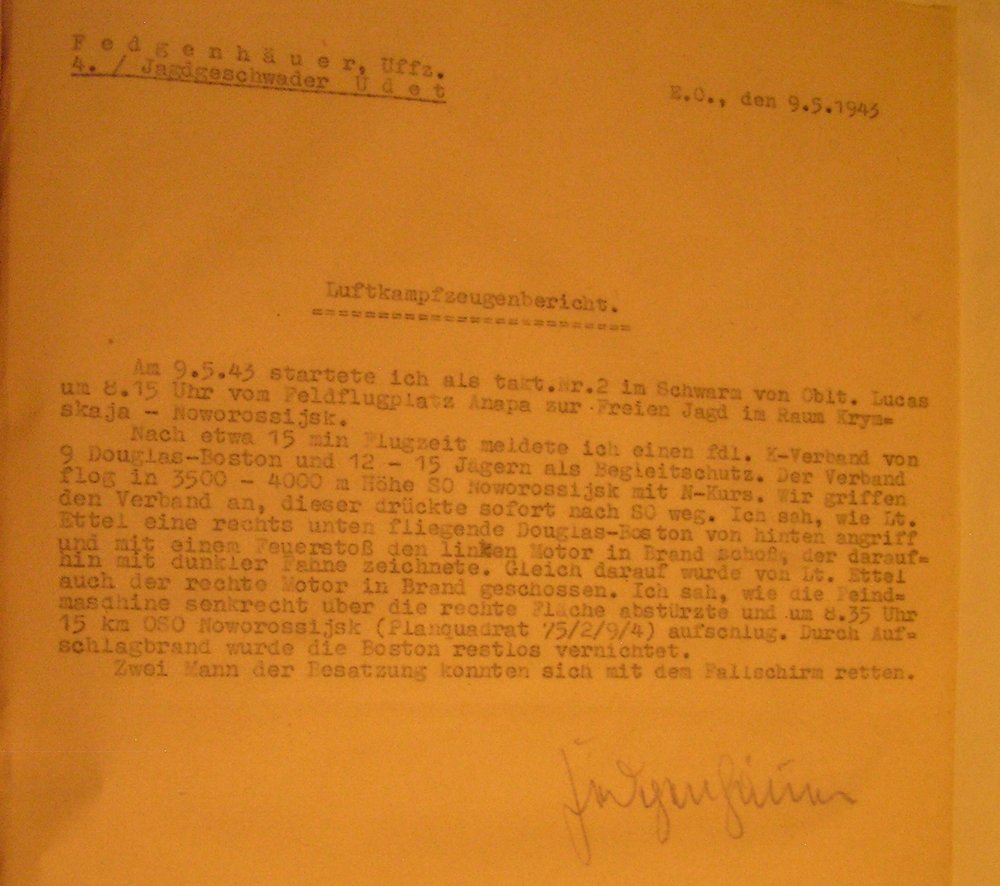 F e d g e n h ä u e r, Uffz.
4. / Jagdgeschwader U d e t
E.O., den 9.5.1943
Luftkampfzeugenbericht.
=========================
Am 9.5.43 startete ich als takt.Nr.2 im Schwarm von Oblt. Lucas
um 8.15 Uhr vom Feldflugplatz Anapa zur Freien Jagd im Raum Krym=
skaja - Noworossijsk.
Nach etwa 15 min Flugzeit meldete ich einen fdl. K-Verband von
9 Douglas-Boston und 12 - 15 Jägern als Begleitschutz. Der Verband
flog in 3500 - 4000 m Höhe SO Noworossijsk mit N-Kurs. Wir griffen
den Verband an, dieser drückte sofort nach SO weg. Ich sah, wie Lt.
Ettel eine rechts unten fliegende Douglas-Boston von hinten angriff
und mit einem Feuerstoß den linken Motor in Brand schoß, der darauf=
hin mit dunkler Fahne zeichnete. Gleich darauf wurde von Lt. Ettel
auch der rechte Motor in Brand geschossen. Ich sah, wie die Feind=
maschine senkrecht über die rechte Fläche abstürzte und um 8.35 Uhr
15 km OSO Noworossijsk (Planquadrat 75/2/9/4) aufschlug. Durch Auf=
schlagbrand wurde die Boston restlos vernichtet.
Zwei Mann der Besatzung konnten sich mit dem Fallschirm retten.
Fedgenhäuer